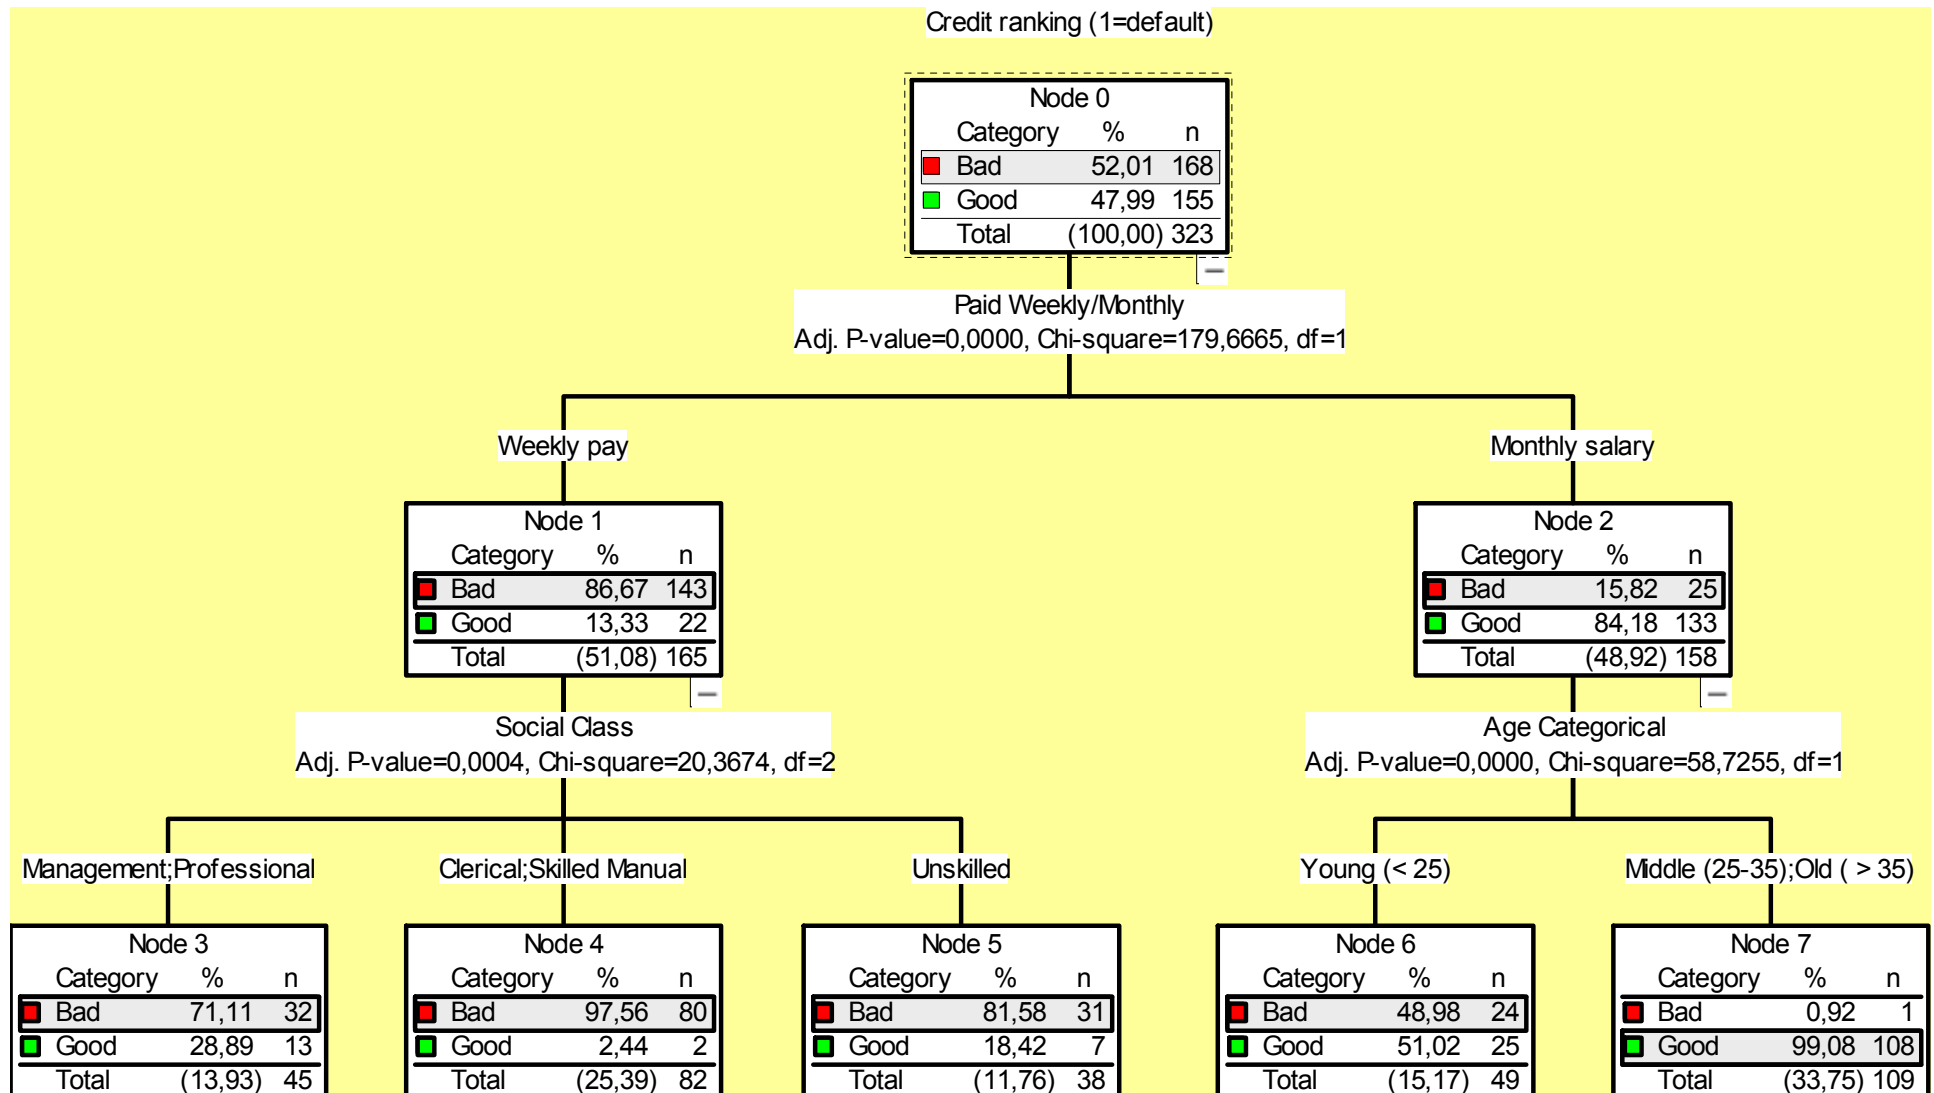 Credit ranking (1=default)
Node 0
Category % n
Bad 52,01 168
Good 47,99 155
Total (100,00) 323
Paid Weekly/Monthly
Adj. P-value=0,0000, Chi-square=179,6665, df=1
Weekly pay
Monthly salary
Node 1
Category % n
Bad 86,67 143
Good 13,33 22
Total (51,08) 165
Node 2
Category % n
Bad 15,82 25
Good 84,18 133
Total (48,92) 158
Social Class
Adj. P-value=0,0004, Chi-square=20,3674, df=2
Age Categorical
Adj. P-value=0,0000, Chi-square=58,7255, df=1
Management;Professional
Clerical;Skilled Manual
Unskilled
Young (< 25)
Middle (25-35);Old ( > 35)
Node 3
Category % n
Bad 71,11 32
Good 28,89 13
Total (13,93) 45
Node 4
Category % n
Bad 97,56 80
Good 2,44 2
Total (25,39) 82
Node 5
Category % n
Bad 81,58 31
Good 18,42 7
Total (11,76) 38
Node 6
Category % n
Bad 48,98 24
Good 51,02 25
Total (15,17) 49
Node 7
Category % n
Bad 0,92 1
Good 99,08 108
Total (33,75) 109